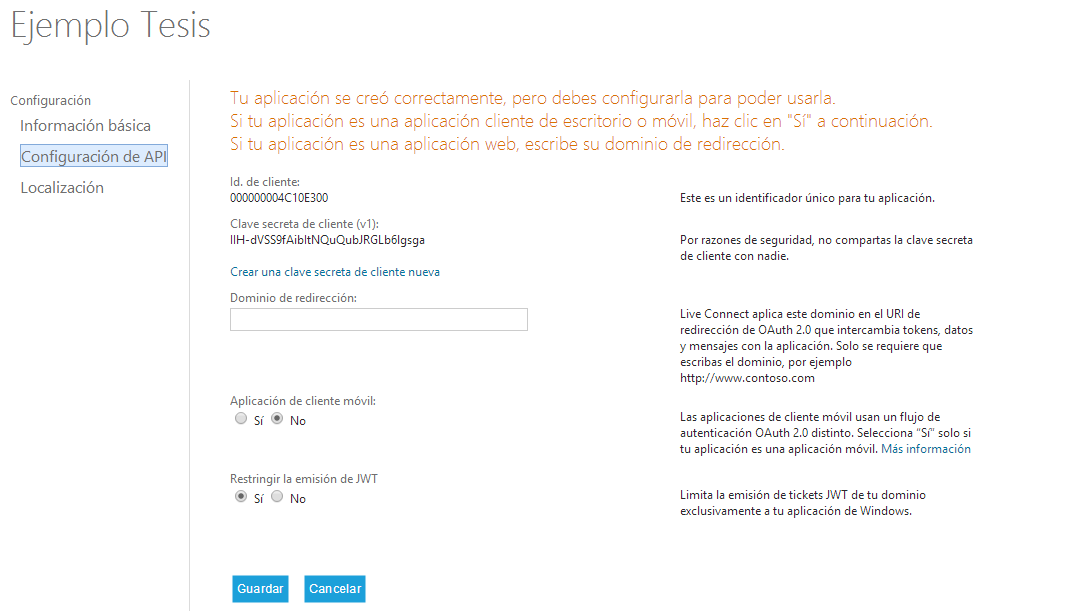 Ejemplo Tesis
Configuración
Información básica
Configuración de API
Localización
Tu aplicación se creó correctamente, pero debes configurarla para poder usarla.
Si tu aplicación es una aplicación cliente de escritorio o móvil, haz clic en "Sí" a continuación.
Si tu aplicación es una aplicación web, escribe su dominio de redirección.
Id. de cliente:
000000004C10E300
Este es un identificador único para tu aplicación.
Clave secreta de cliente (v1):
IIH-dVSS9fAibItNQuQubJRGLb6Igsga
Por razones de seguridad, no compartas la clave secreta
de cliente con nadie.
Crear una clave secreta de cliente nueva
Dominio de redirección:
Live Connect aplica este dominio en el URI de
redirección de OAuth 2.0 que intercambia tokens, datos
y mensajes con la aplicación. Solo se requiere que
escribas el dominio, por ejemplo
http://www.contoso.com
Aplicación de cliente móvil:
Sí No
Las aplicaciones de cliente móvil usan un flujo de
autenticación OAuth 2.0 distinto. Selecciona "Sí" solo si
tu aplicación es una aplicación móvil. Más información
Restringir la emisión de JWT
Sí No
Limita la emisión de tickets JWT de tu dominio
exclusivamente a tu aplicación de Windows.
Guardar Cancelar